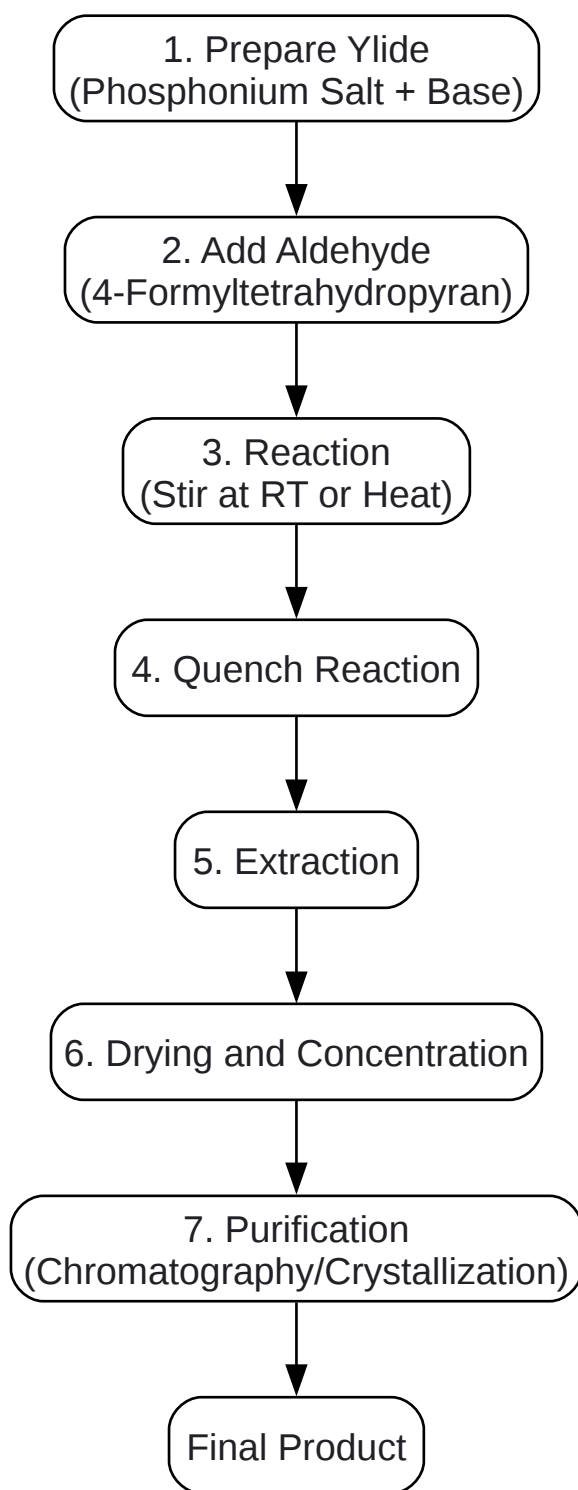 1. Prepare Ylide
(Phosphonium Salt + Base)
2. Add Aldehyde
(4-Formyltetrahydropyran)
3. Reaction
(Stir at RT or Heat)
4. Quench Reaction
5. Extraction
6. Drying and Concentration
7. Purification
(Chromatography/Crystallization)
Final Product